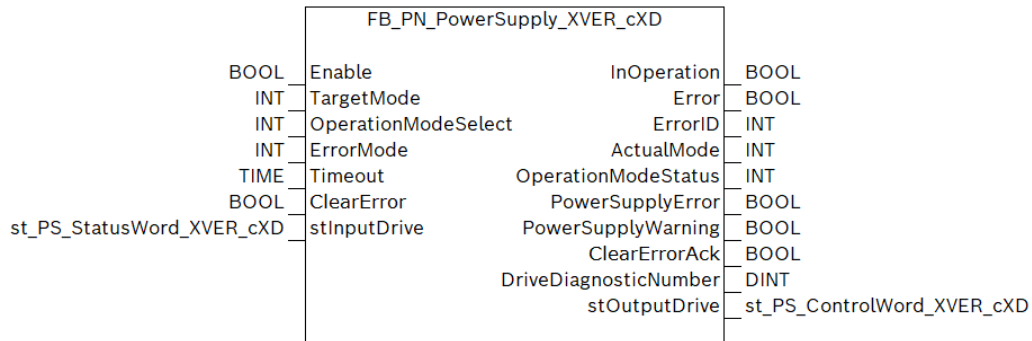 FB_PN_PowerSupply_XVER_cXD
BOOL Enable InOperation BOOL
INT TargetMode Error BOOL
INT OperationModeSelect ErrorID INT
INT ErrorMode ActualMode INT
TIME Timeout OperationModeStatus INT
BOOL ClearError PowerSupplyError BOOL
st_PS_StatusWord_XVER_cXD stInputDrive PowerSupplyWarning BOOL
ClearErrorAck BOOL
DriveDiagnosticNumber DINT
stOutputDrive st_PS_ControlWord_XVER_cXD